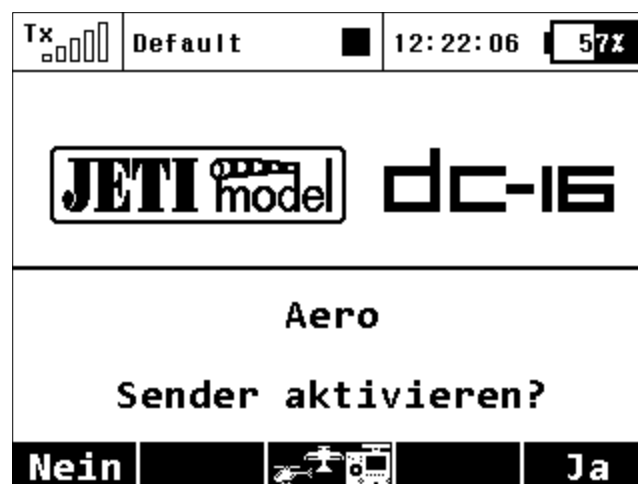 Tx Default 12:22:06 57%
JETI model dc-16
Aero
Sender aktivieren?
Nein Ja